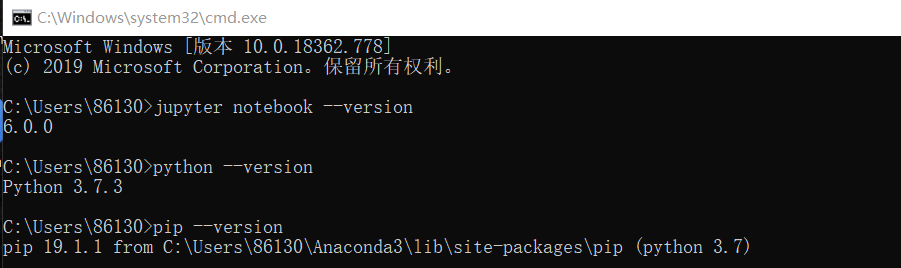 C:\Windows\system32\cmd.exe
Microsoft Windows [版本 10.0.18362.778]
(c) 2019 Microsoft Corporation。保留所有权利。
C:\Users\86130>jupyter notebook --version
6.0.0
C:\Users\86130>python --version
Python 3.7.3
C:\Users\86130>pip --version
pip 19.1.1 from C:\Users\86130\Anaconda3\lib\site-packages\pip (python 3.7)